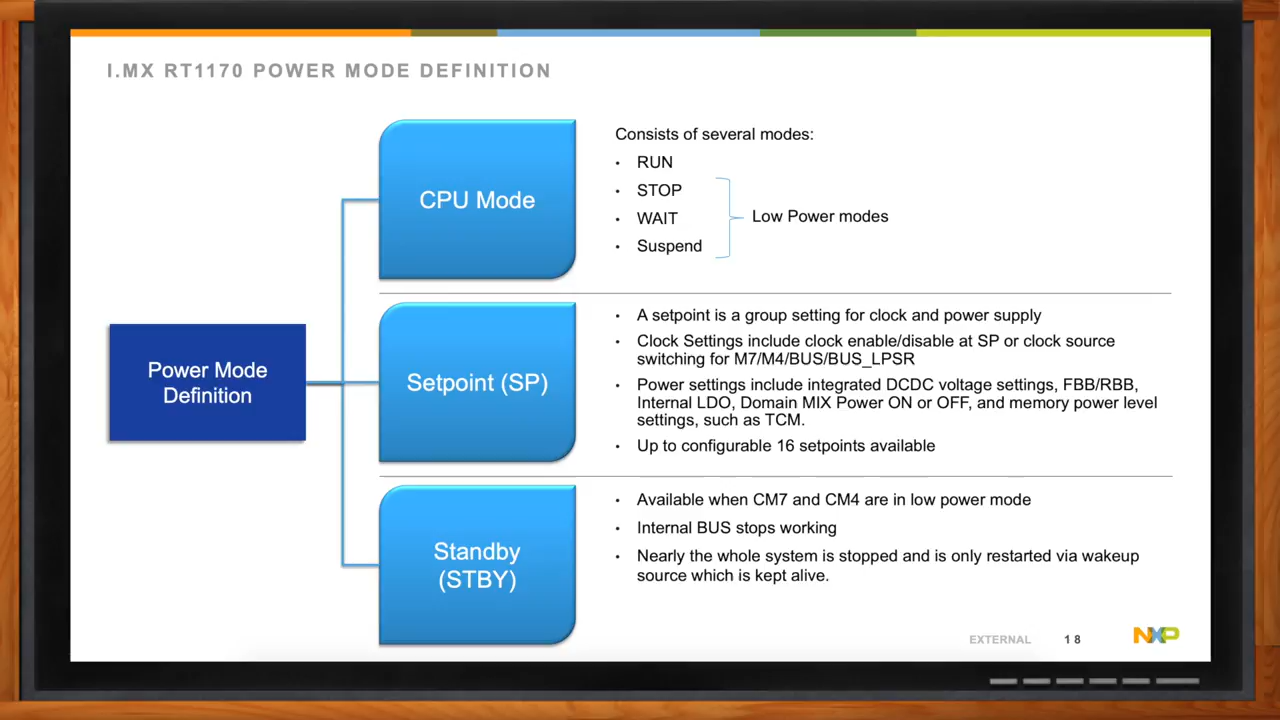 I.MX RT1170 POWER MODE DEFINITION
Power Mode
Definition
CPU Mode
Consists of several modes:
• RUN
• STOP
• WAIT
• Suspend
Low Power modes
Setpoint (SP)
• A setpoint is a group setting for clock and power supply
• Clock Settings include clock enable/disable at SP or clock source
switching for M7/M4/BUS/BUS_LPSR
• Power settings include integrated DCDC voltage settings, FBB/RBB,
Internal LDO, Domain MIX Power ON or OFF, and memory power level
settings, such as TCM.
• Up to configurable 16 setpoints available
Standby
(STBY)
• Available when CM7 and CM4 are in low power mode
• Internal BUS stops working
• Nearly the whole system is stopped and is only restarted via wakeup
source which is kept alive.
EXTERNAL
18
NXP